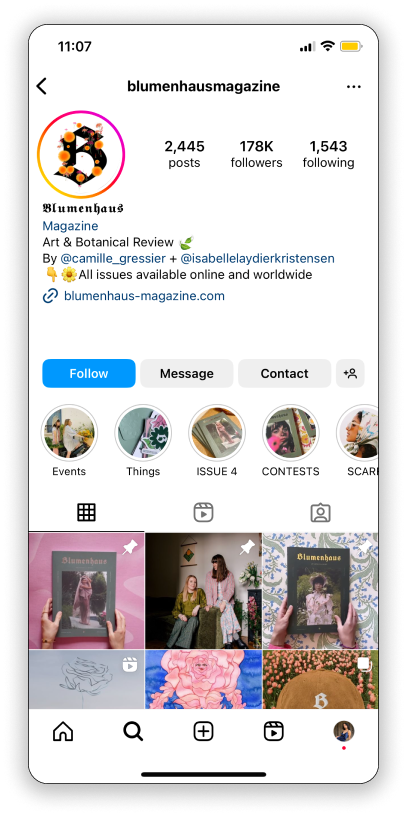 11:07
blumenhausmagazine
B
2,445 178K 1,543
posts followers following
Blumenhaus
Magazine
Art & Botanical Review 🌿
By @camille_gressier + @isabellelaydierkristensen
👇🌼All issues available online and worldwide
blumenhaus-magazine.com
Follow Message Contact
Events Things ISSUE 4 CONTESTS SCARF
Blumenhaus Blumenhaus
B